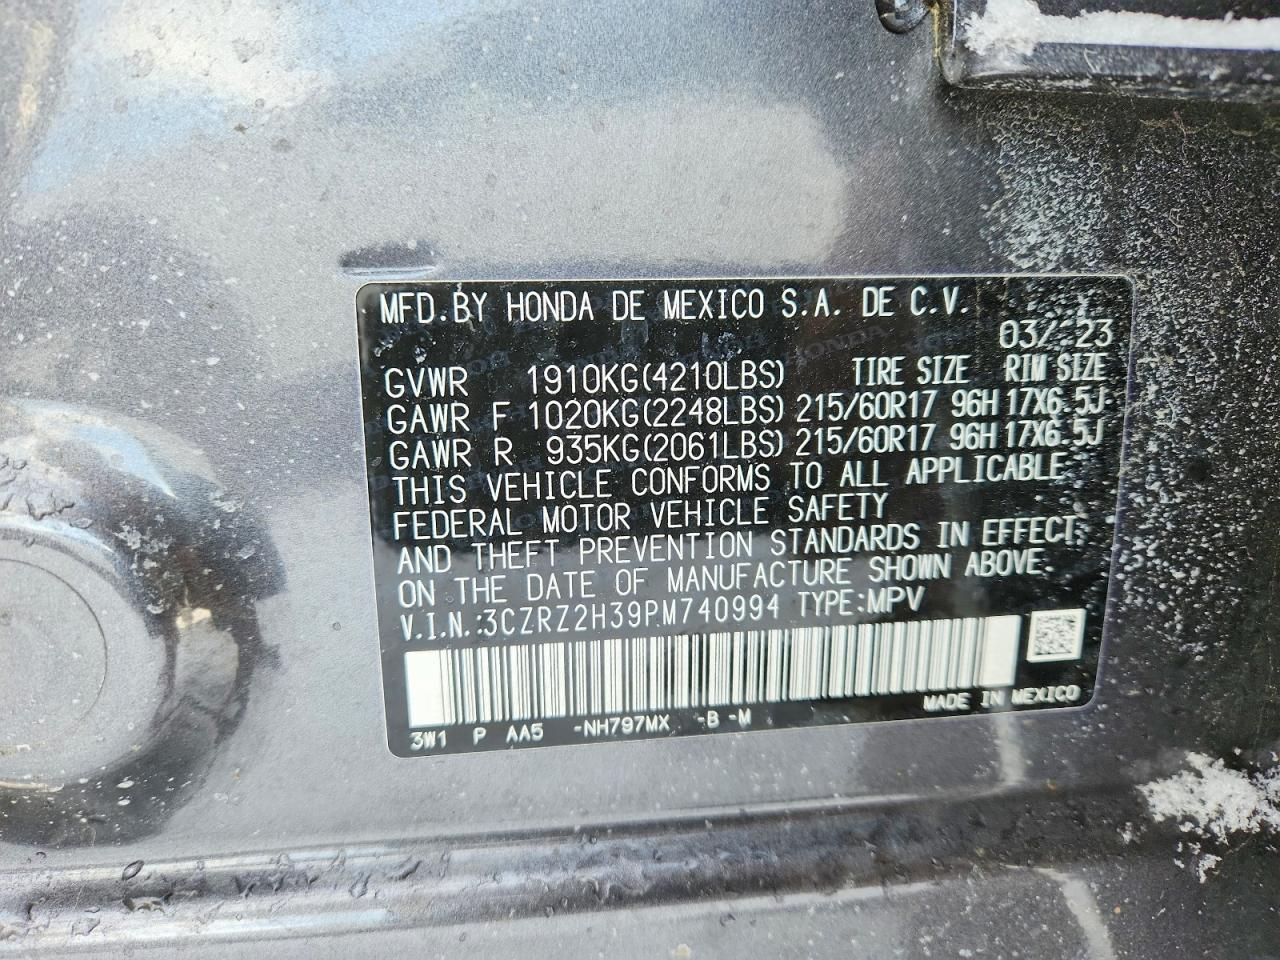 MFD.BY HONDA DE MEXICO S.A. DE C.V.
03/ 23
GVWR 1910KG(4210LBS) TIRE SIZE RIM SIZE
GAWR F 1020KG(2248LBS) 215/60R17 96H 17X6.5J
GAWR R 935KG(2061LBS) 215/60R17 96H 17X6.5J
THIS VEHICLE CONFORMS TO ALL APPLICABLE
FEDERAL MOTOR VEHICLE SAFETY
AND THEFT PREVENTION STANDARDS IN EFFECT
ON THE DATE OF MANUFACTURE SHOWN ABOVE.
V.I.N.:3CZRZ2H39PM740994 TYPE:MPV
MADE IN MEXICO
3W1 P AA5 -NH797MX -B -M